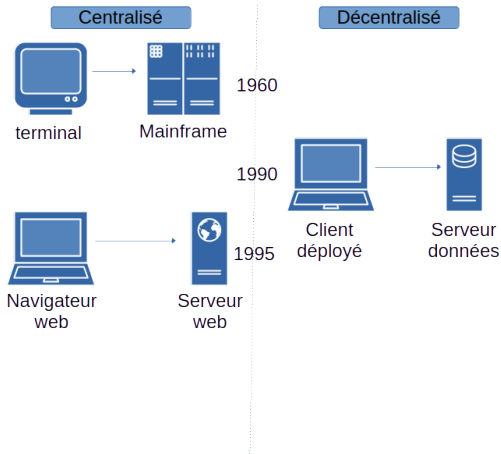 Centralisé
Décentralisé
1960
terminal
Mainframe
1990
Client
déployé
Serveur
données
1995
Navigateur
web
Serveur
web